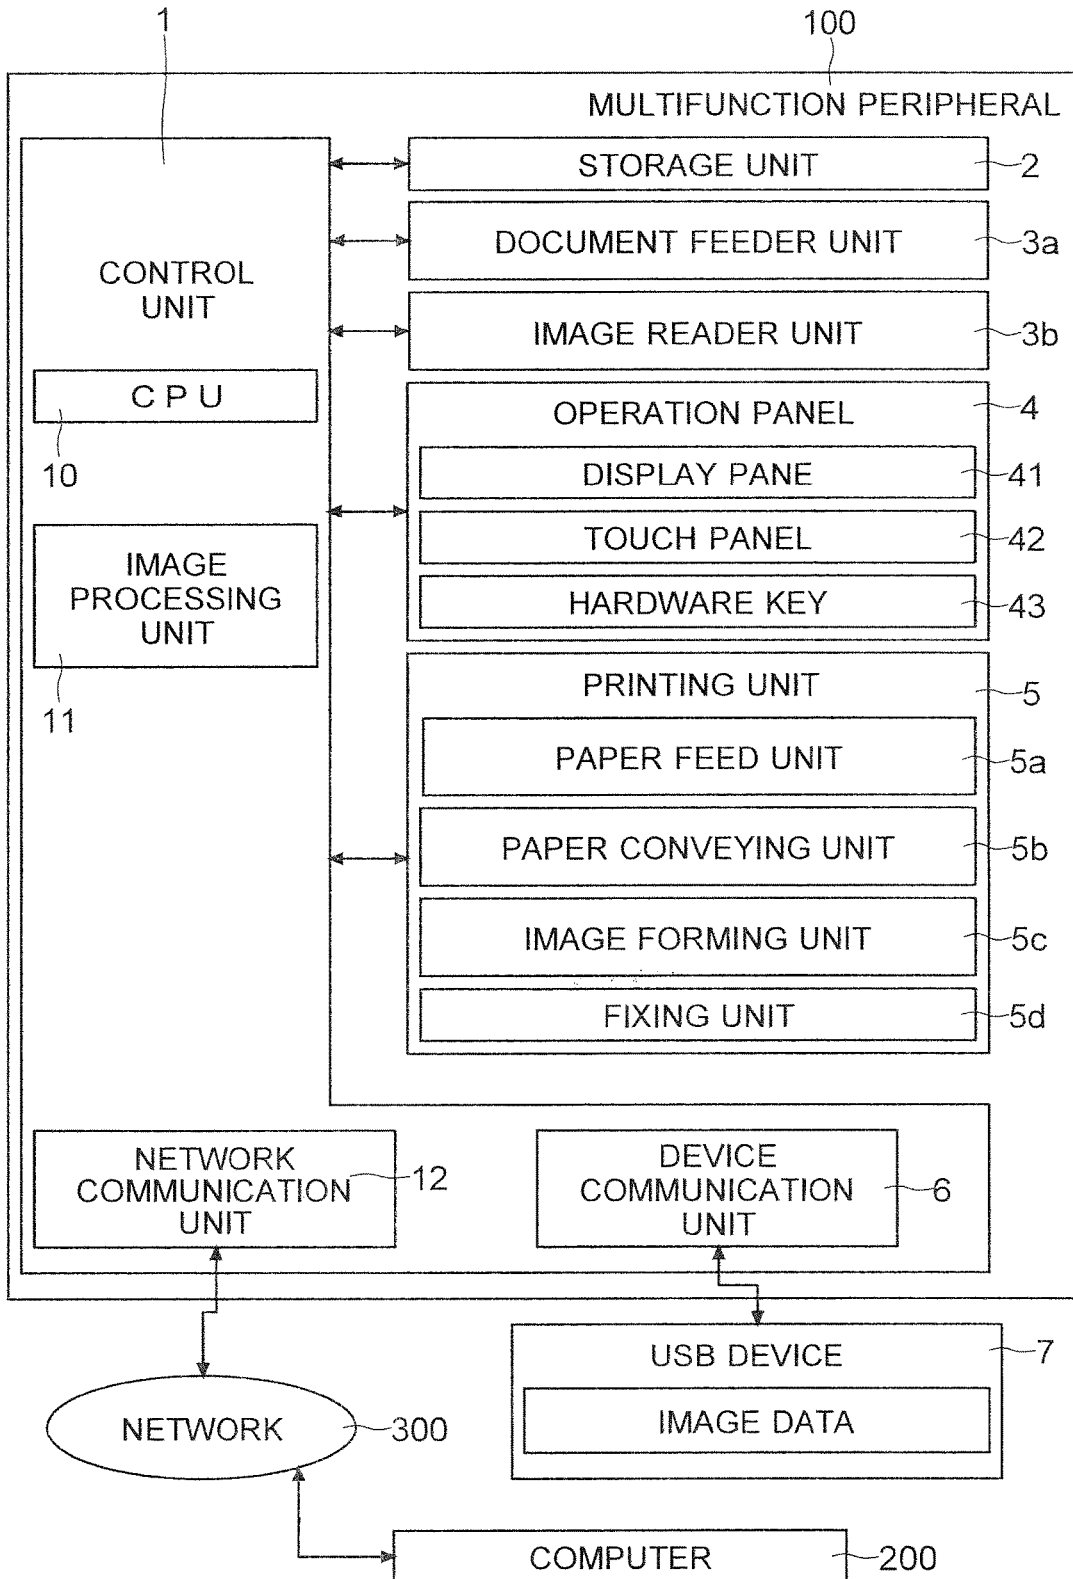 1
100
MULTIFUNCTION PERIPHERAL
STORAGE UNIT
2
DOCUMENT FEEDER UNIT
3a
CONTROL
UNIT
IMAGE READER UNIT
3b
C P U
10
OPERATION PANEL
4
DISPLAY PANE
41
TOUCH PANEL
42
HARDWARE KEY
43
IMAGE
PROCESSING
UNIT
11
PRINTING UNIT
5
PAPER FEED UNIT
5a
PAPER CONVEYING UNIT
5b
IMAGE FORMING UNIT
5c
FIXING UNIT
5d
NETWORK
COMMUNICATION
UNIT
12
DEVICE
COMMUNICATION
UNIT
6
USB DEVICE
7
IMAGE DATA
NETWORK
300
COMPUTER
200